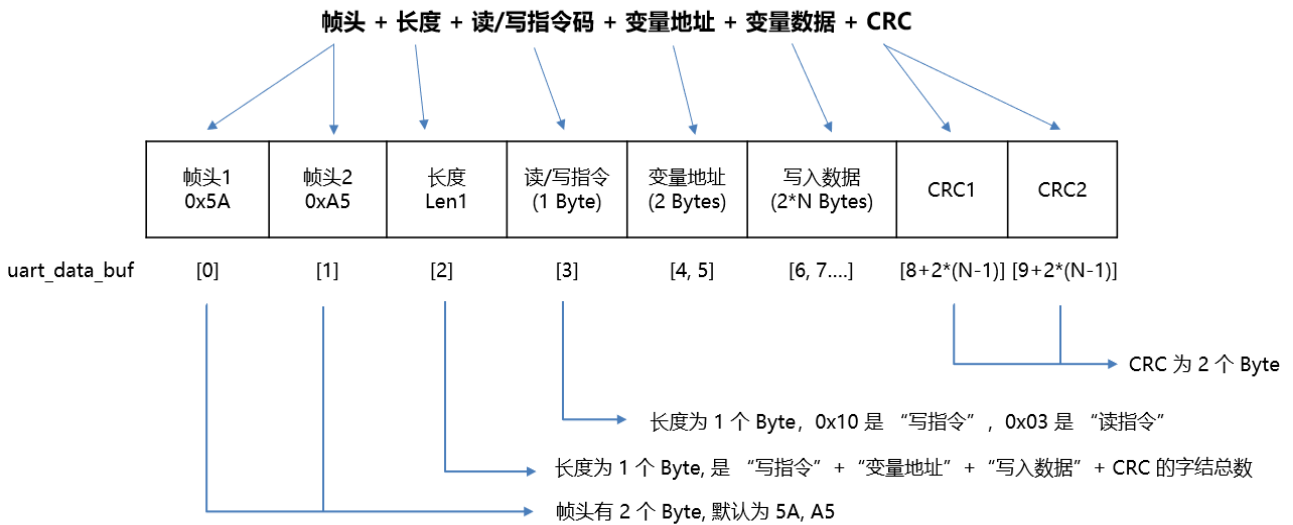 帧头 + 长度 + 读/写指令码 + 变量地址 + 变量数据 + CRC
帧头1 帧头2 长度 读/写指令 变量地址 写入数据 CRC1 CRC2
0x5A 0xA5 Len1 (1 Byte) (2 Bytes) (2*N Bytes)
uart_data_buf [0] [1] [2] [3] [4, 5] [6, 7....] [8+2*(N-1)] [9+2*(N-1)]
CRC 为 2 个 Byte
长度为 1 个 Byte，0x10 是 “写指令” , 0x03 是 “读指令”
长度为 1 个 Byte, 是 “写指令” + “变量地址” + “写入数据” + CRC 的字结总数
帧头有 2 个 Byte, 默认为 5A, A5